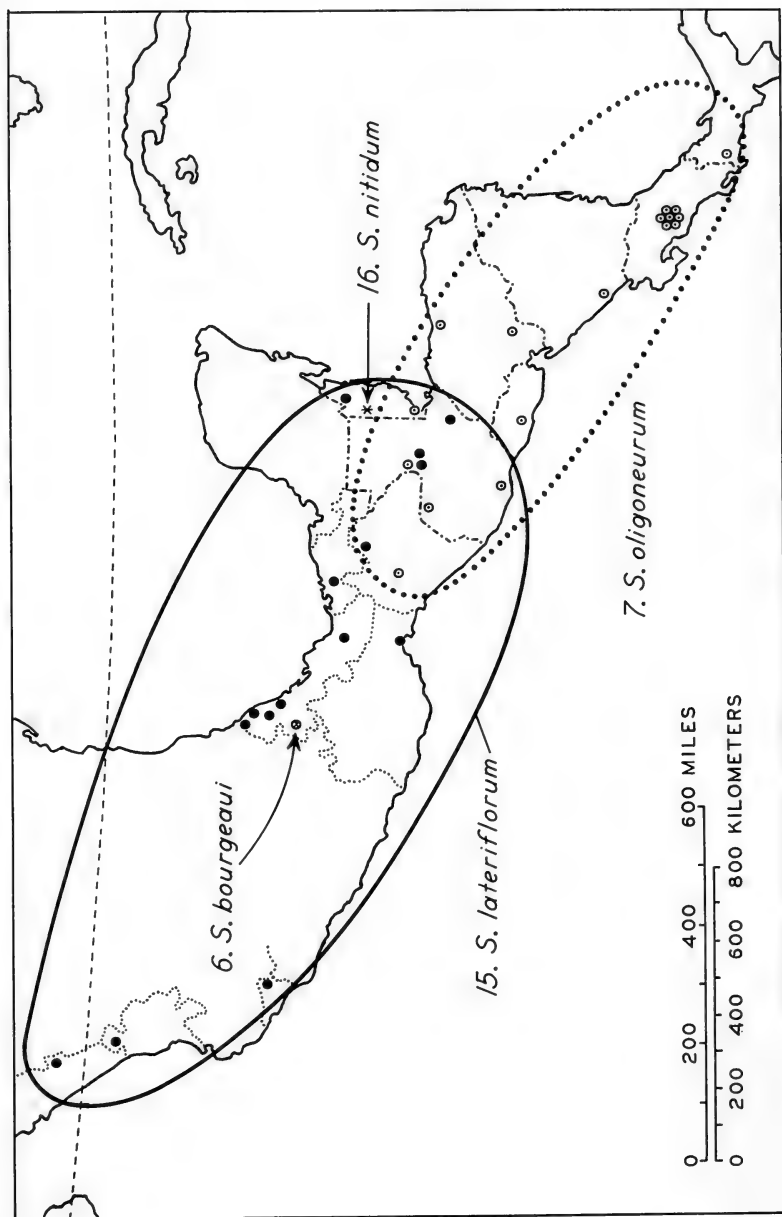 16. S. nitidum
6. S. bourgeaui
7. S. oligoneurum
15. S. lateriflorum
0 200 400 600 MILES
0 200 400 600 800 KILOMETERS